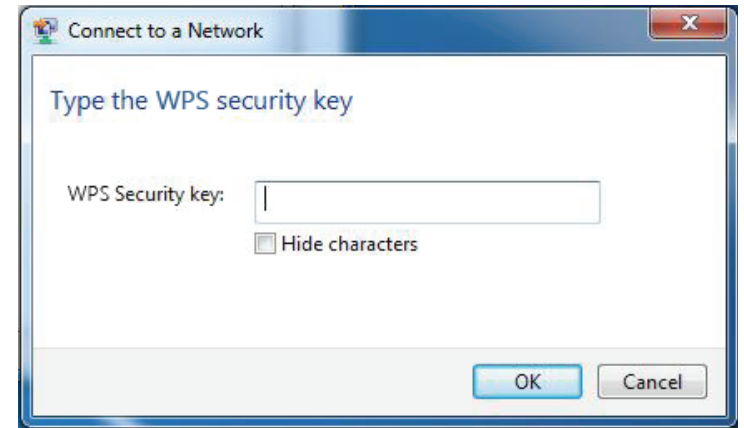 Connect to a Network
Type the WPS security key
WPS Security key:
Hide characters
OK Cancel